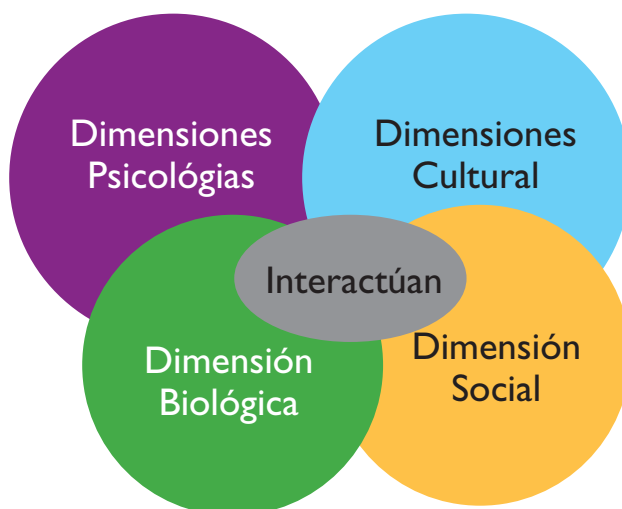 Dimensiones
Psicológias
Dimensiones
Cultural
Interactúan
Dimensión
Biológica
Dimensión
Social